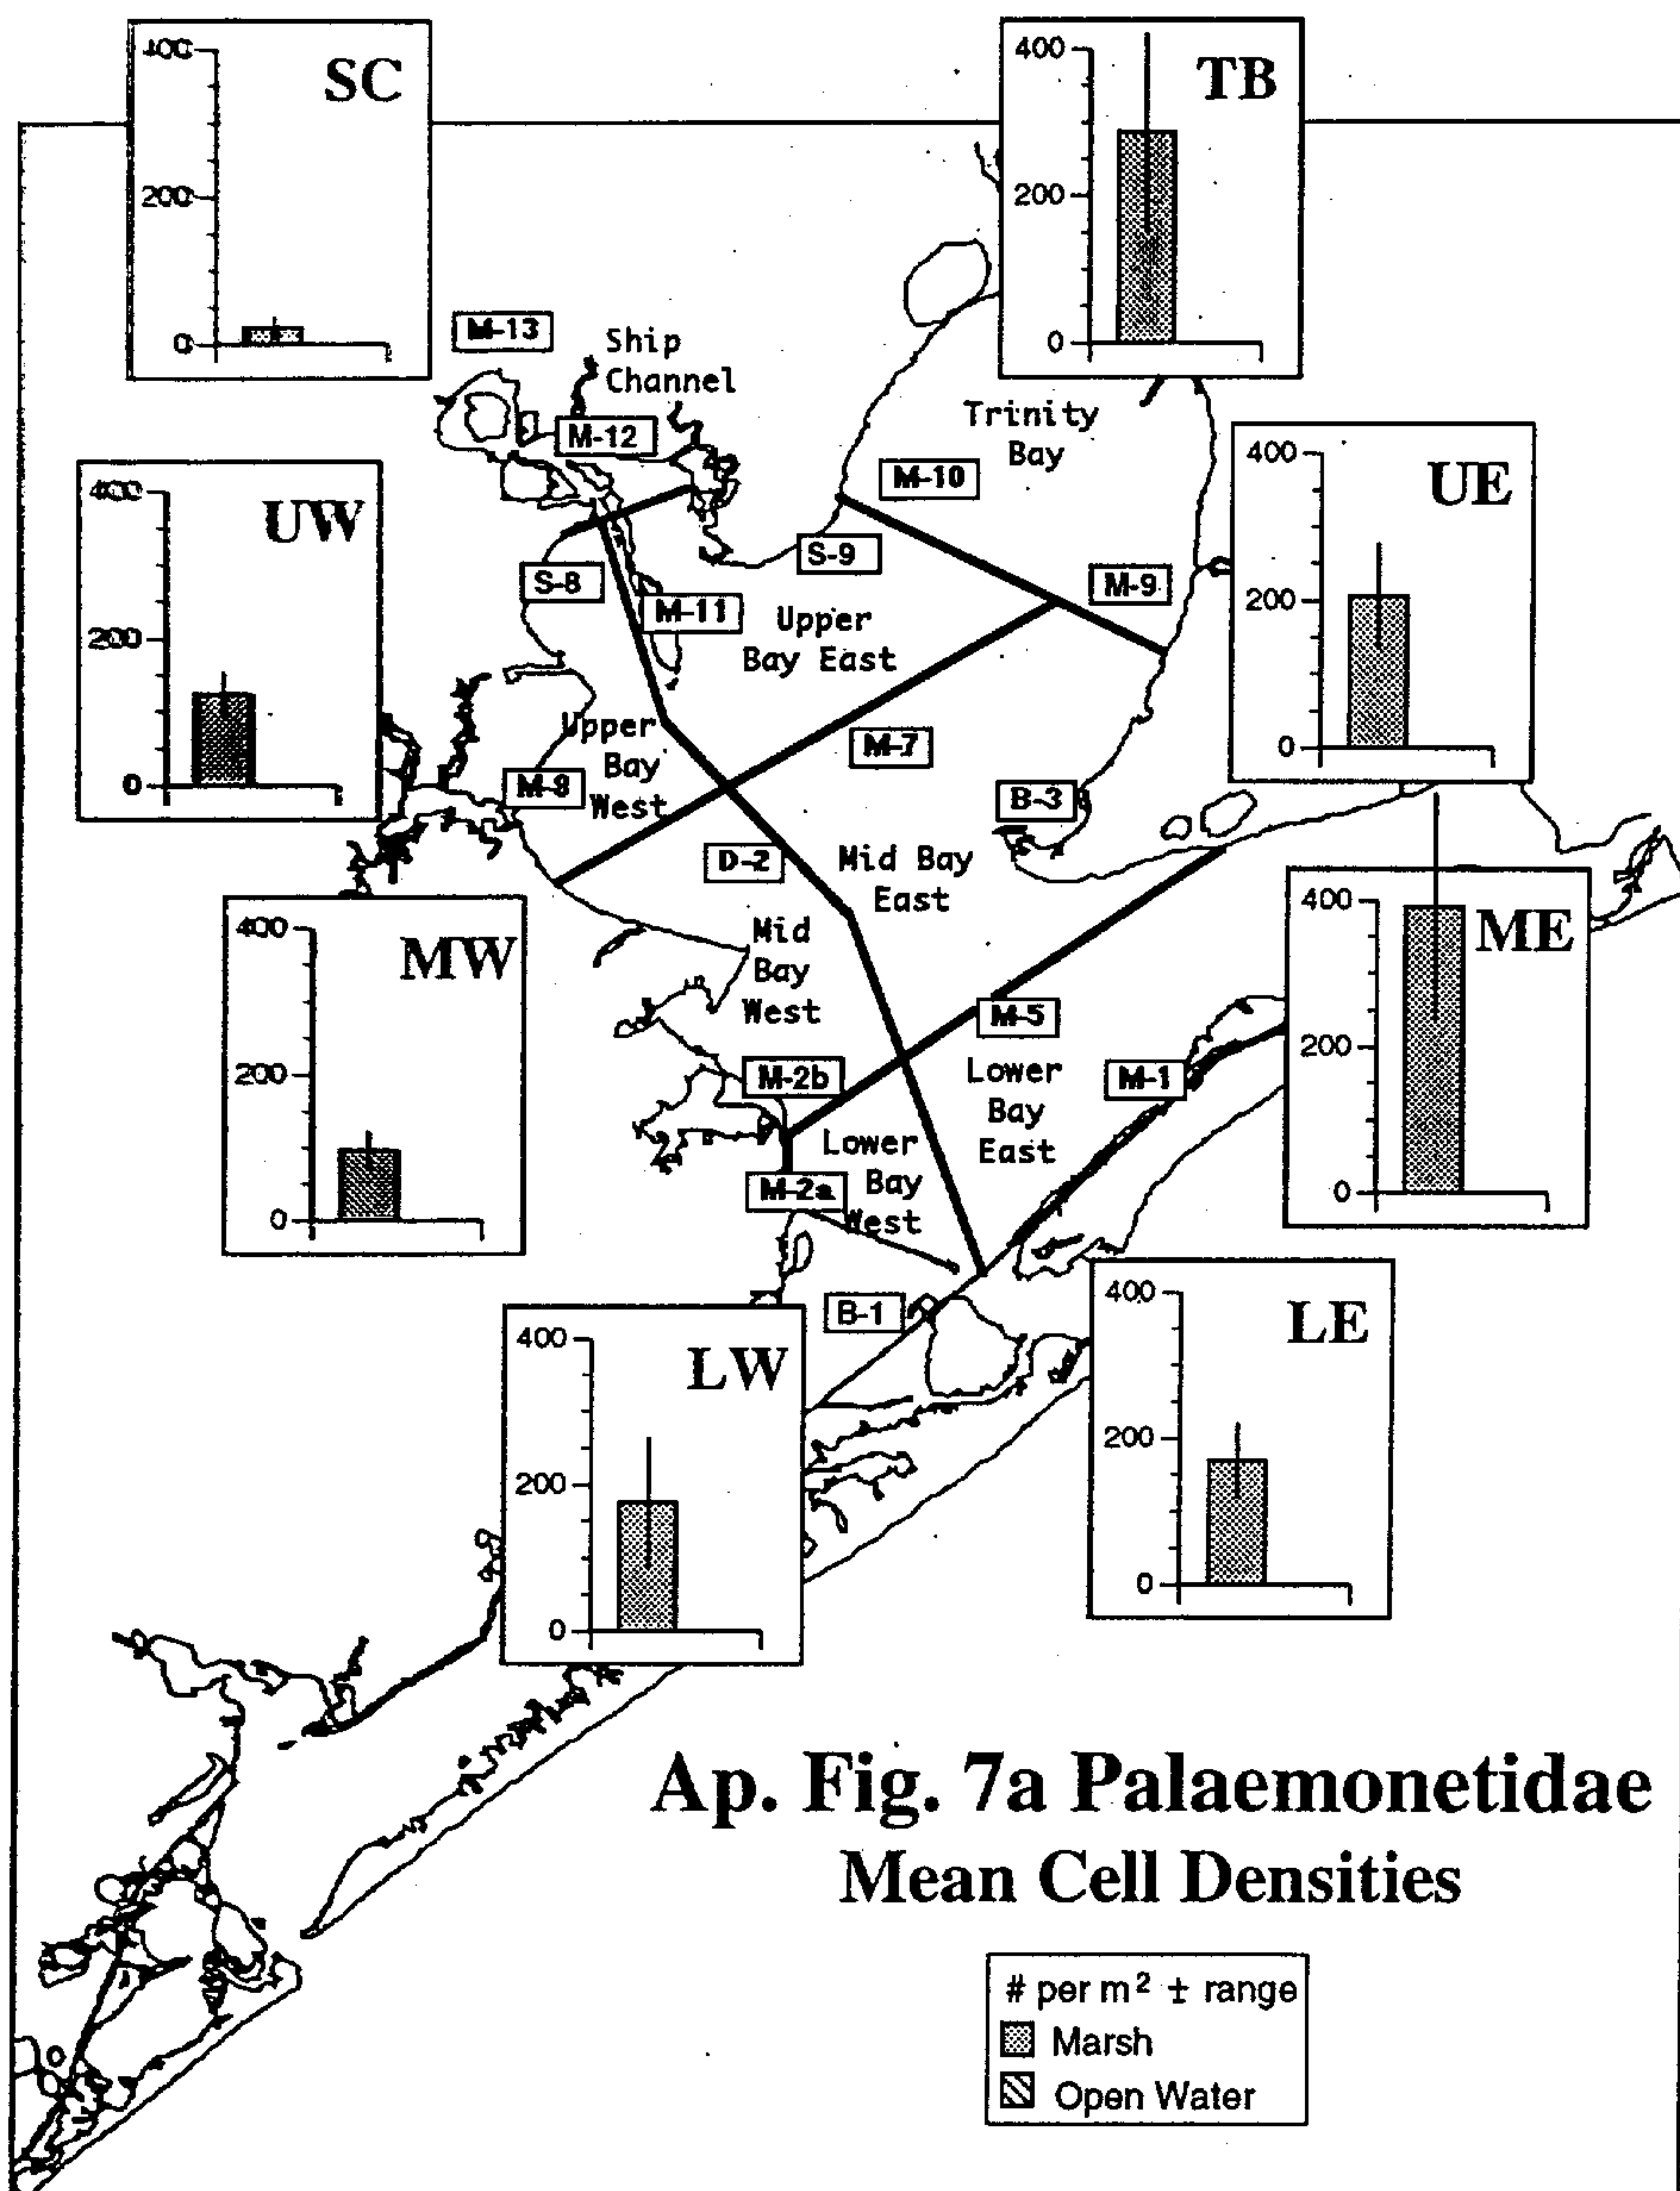 400
SC
200
0
400
TB
200
0
M-13
Ship
Channel
M-12
Trinity
Bay
M-10
400
UW
200
0
400
UE
200
0
S-9
S-8
M-9
M-11
Upper
Bay East
Upper
Bay
West
M-7
M-8
B-3
D-2
Mid Bay
East
400
MW
200
0
Mid
Bay
West
400
ME
200
0
M-5
M-2b
Lower
Bay
East
M-1
Lower
Bay
West
M-2a
B-1
400
LW
200
0
400
LE
200
0
Ap. Fig. 7a Palaemonetidae
Mean Cell Densities
# per m² ± range
Marsh
Open Water